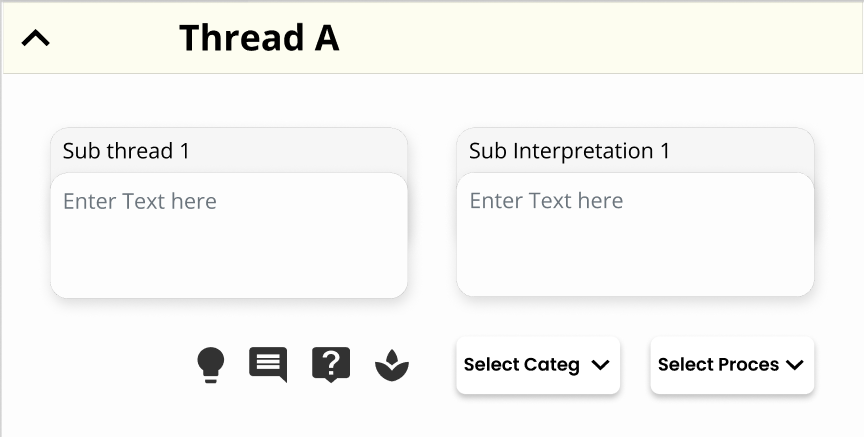 Thread A
Sub thread 1
Sub Interpretation 1
Enter Text here
Enter Text here
?
Select Categ
Select Proces